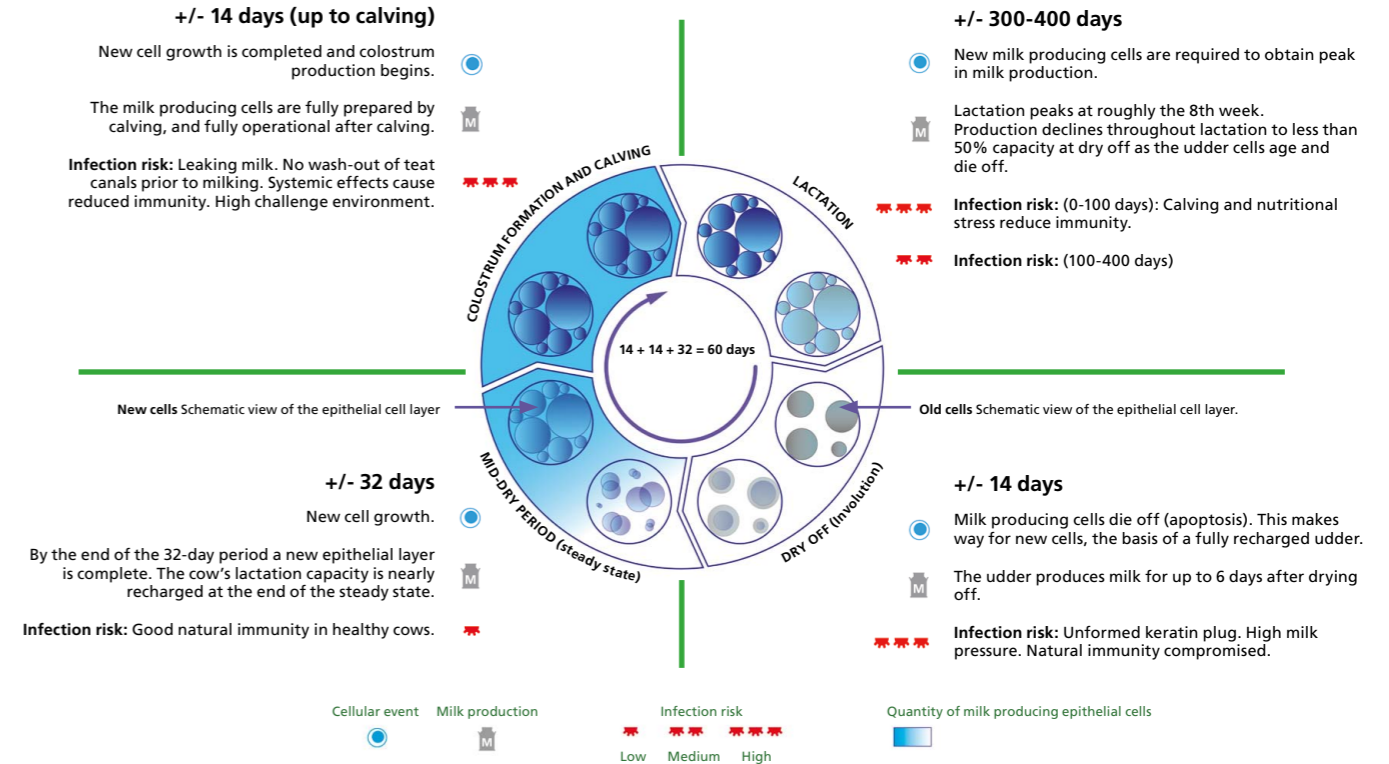 +/- 14 days (up to calving)
New cell growth is completed and colostrum
production begins.
The milk producing cells are fully prepared by
calving, and fully operational after calving.
M
Infection risk: Leaking milk. No wash-out of teat
canals prior to milking. Systemic effects cause
reduced immunity. High challenge environment.
+/- 300-400 days
New milk producing cells are required to obtain peak
in milk production.
M
Lactation peaks at roughly the 8th week.
Production declines throughout lactation to less than
50% capacity at dry off as the udder cells age and
die off.
Infection risk: (0-100 days): Calving and nutritional
stress reduce immunity.
Infection risk: (100-400 days)
COLOSTRUM FORMATION AND CALVING
LACTATION
14 + 14 + 32 = 60 days
New cells Schematic view of the epithelial cell layer
Old cells Schematic view of the epithelial cell layer.
MID-DRY PERIOD (steady state)
DRY OFF (Involution)
+/- 32 days
New cell growth.
By the end of the 32-day period a new epithelial layer
is complete. The cow’s lactation capacity is nearly
recharged at the end of the steady state.
M
Infection risk: Good natural immunity in healthy cows.
+/- 14 days
Milk producing cells die off (apoptosis). This makes
way for new cells, the basis of a fully recharged udder.
M
The udder produces milk for up to 6 days after drying
off.
Infection risk: Unformed keratin plug. High milk
pressure. Natural immunity compromised.
Cellular event
Milk production
M
Infection risk
Low Medium High
Quantity of milk producing epithelial cells